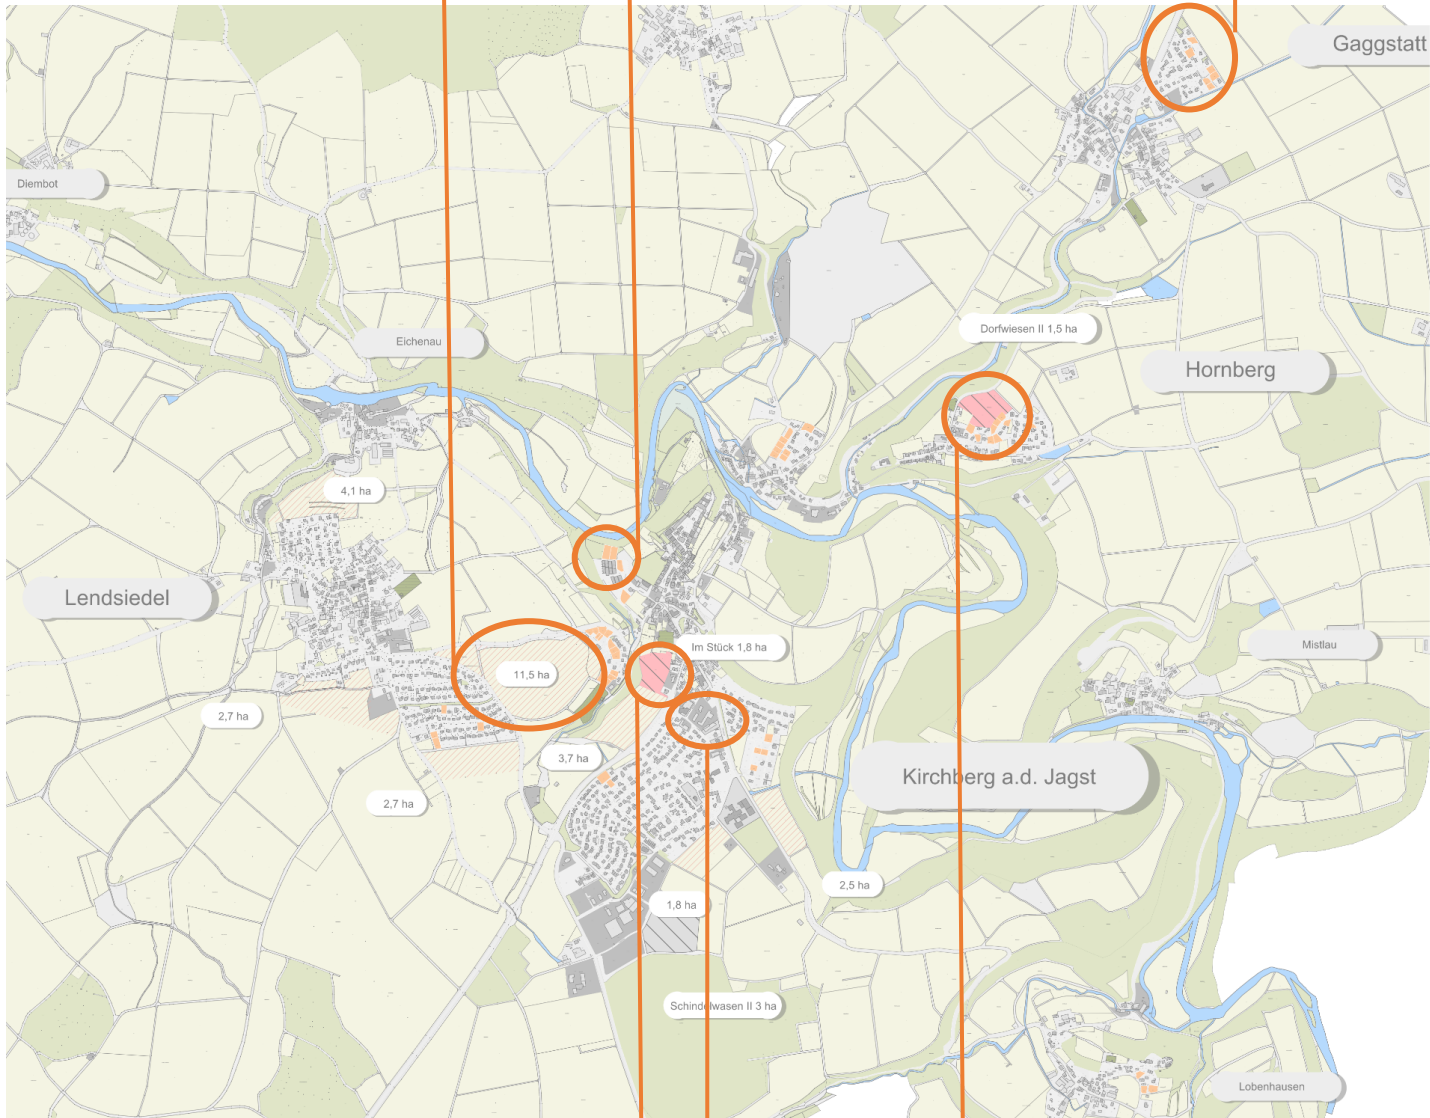 Gaggstatt
Diembot
Dorfwiesen II 1,5 ha
Eichenau
Hornberg
4,1 ha
Lendsiedel
Im Stück 1,8 ha
Mistlau
11,5 ha
2,7 ha
3,7 ha
Kirchberg a.d. Jagst
2,7 ha
2,5 ha
1,8 ha
Schindelwasen II 3 ha
Lobenhausen